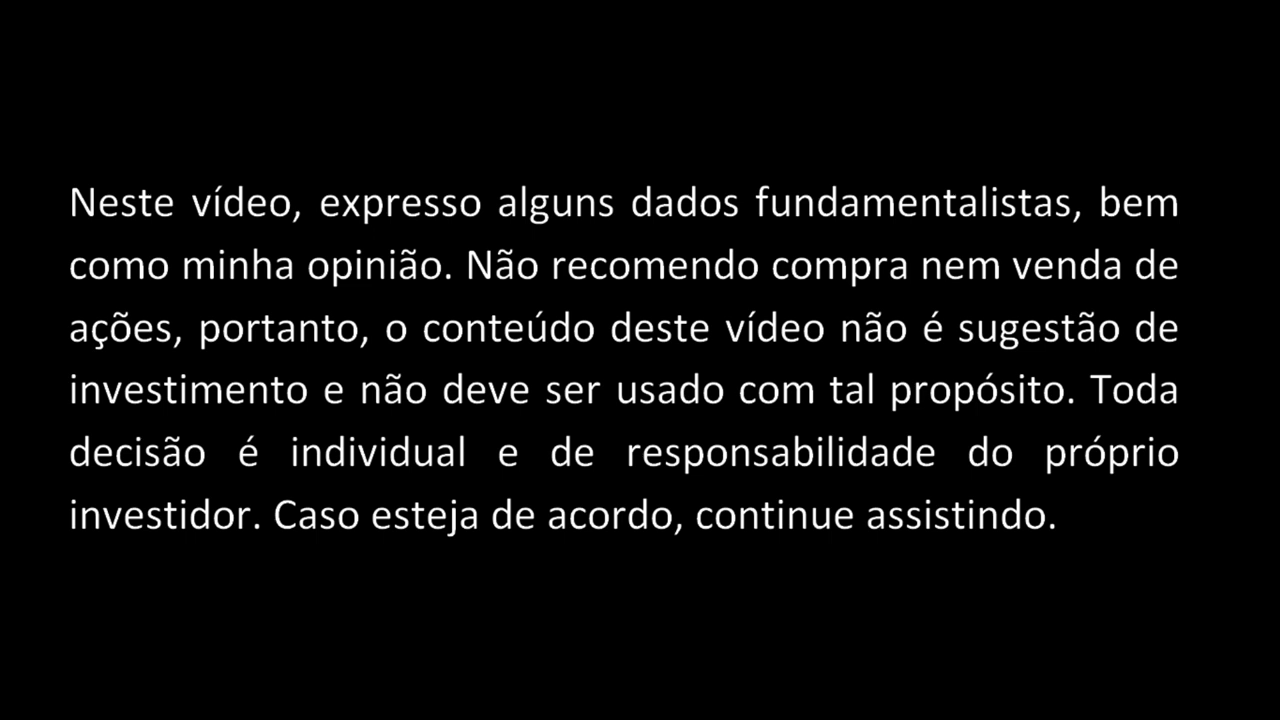 Neste vídeo, expresso alguns dados fundamentalistas, bem
como minha opinião. Não recomendo compra nem venda de
ações, portanto, o conteúdo deste vídeo não é sugestão de
investimento e não deve ser usado com tal propósito. Toda
decisão é individual e de responsabilidade do próprio
investidor. Caso esteja de acordo, continue assistindo.